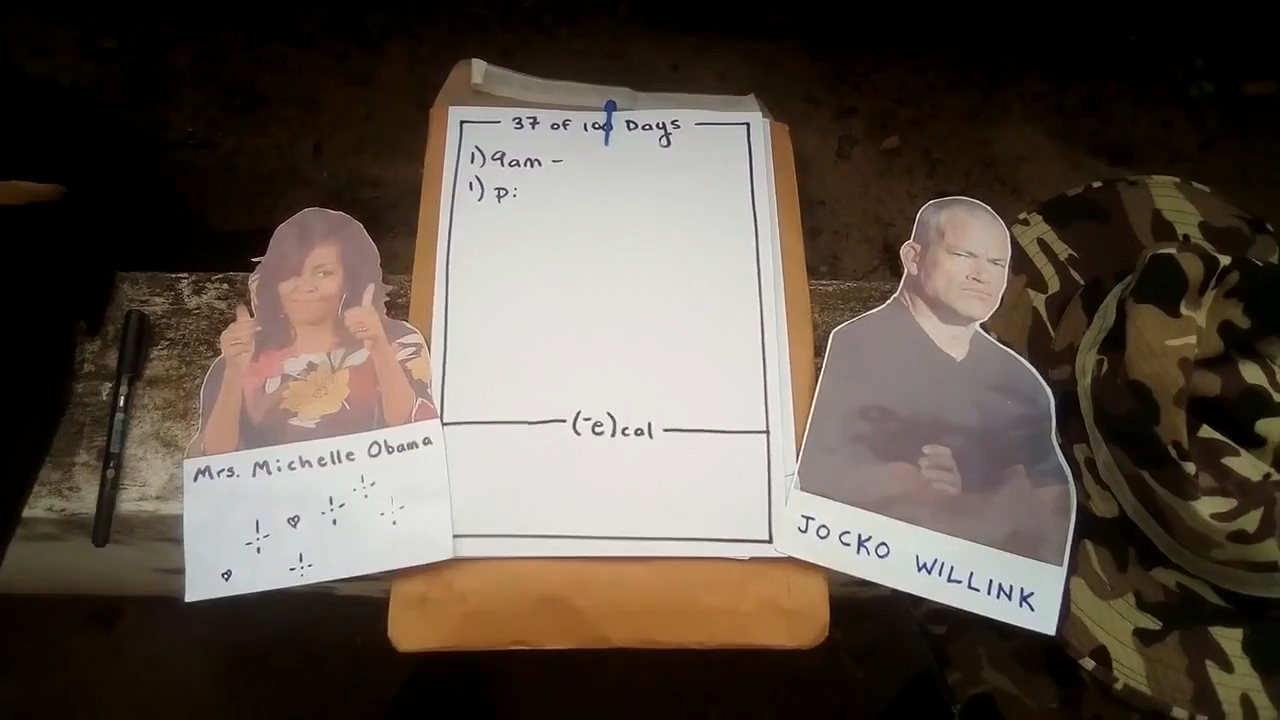 37 of 100 Days
1) 9am -
1) p:
(-e)cal
Mrs. Michelle Obama
JOCKO WILLINK